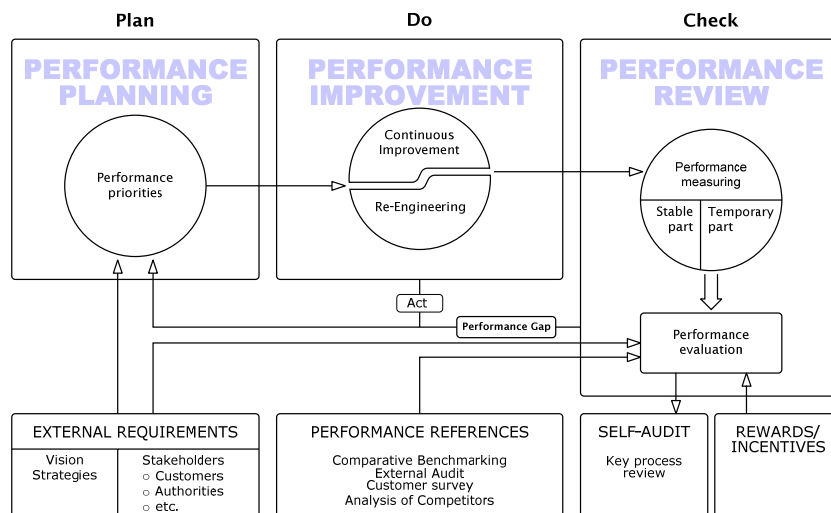 Plan
Do
Check
PERFORMANCE
PLANNING
PERFORMANCE
IMPROVEMENT
PERFORMANCE
REVIEW
Performance
priorities
Continuous
Improvement
Re-Engineering
Performance
measuring
Stable
part
Temporary
part
Act
Performance Gap
Performance
evaluation
EXTERNAL REQUIREMENTS
Vision
Strategies
Stakeholders
o Customers
o Authorities
o etc.
PERFORMANCE REFERENCES
Comparative Benchmarking
External Audit
Customer survey
Analysis of Competitors
SELF-AUDIT
Key process
review
REWARDS/
INCENTIVES